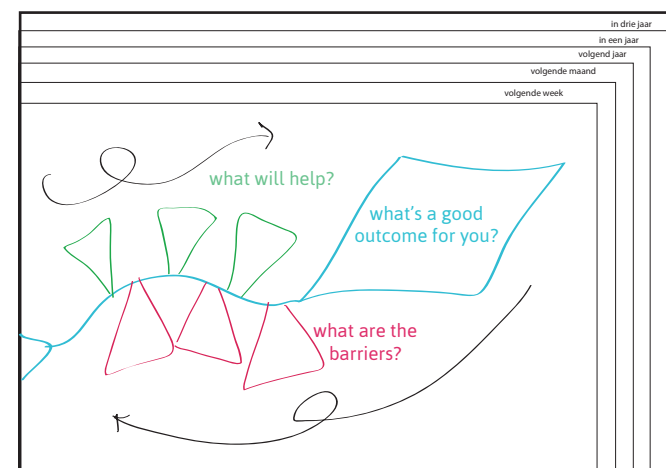 in drie jaar
in een jaar
volgend jaar
volgende maand
volgende week
what will help?
what's a good
outcome for you?
what are the
barriers?